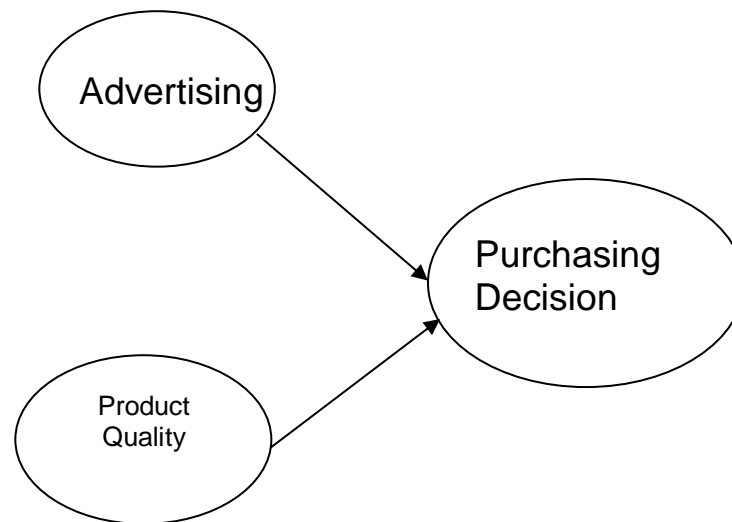 Advertising
Purchasing
Decision
Product
Quality